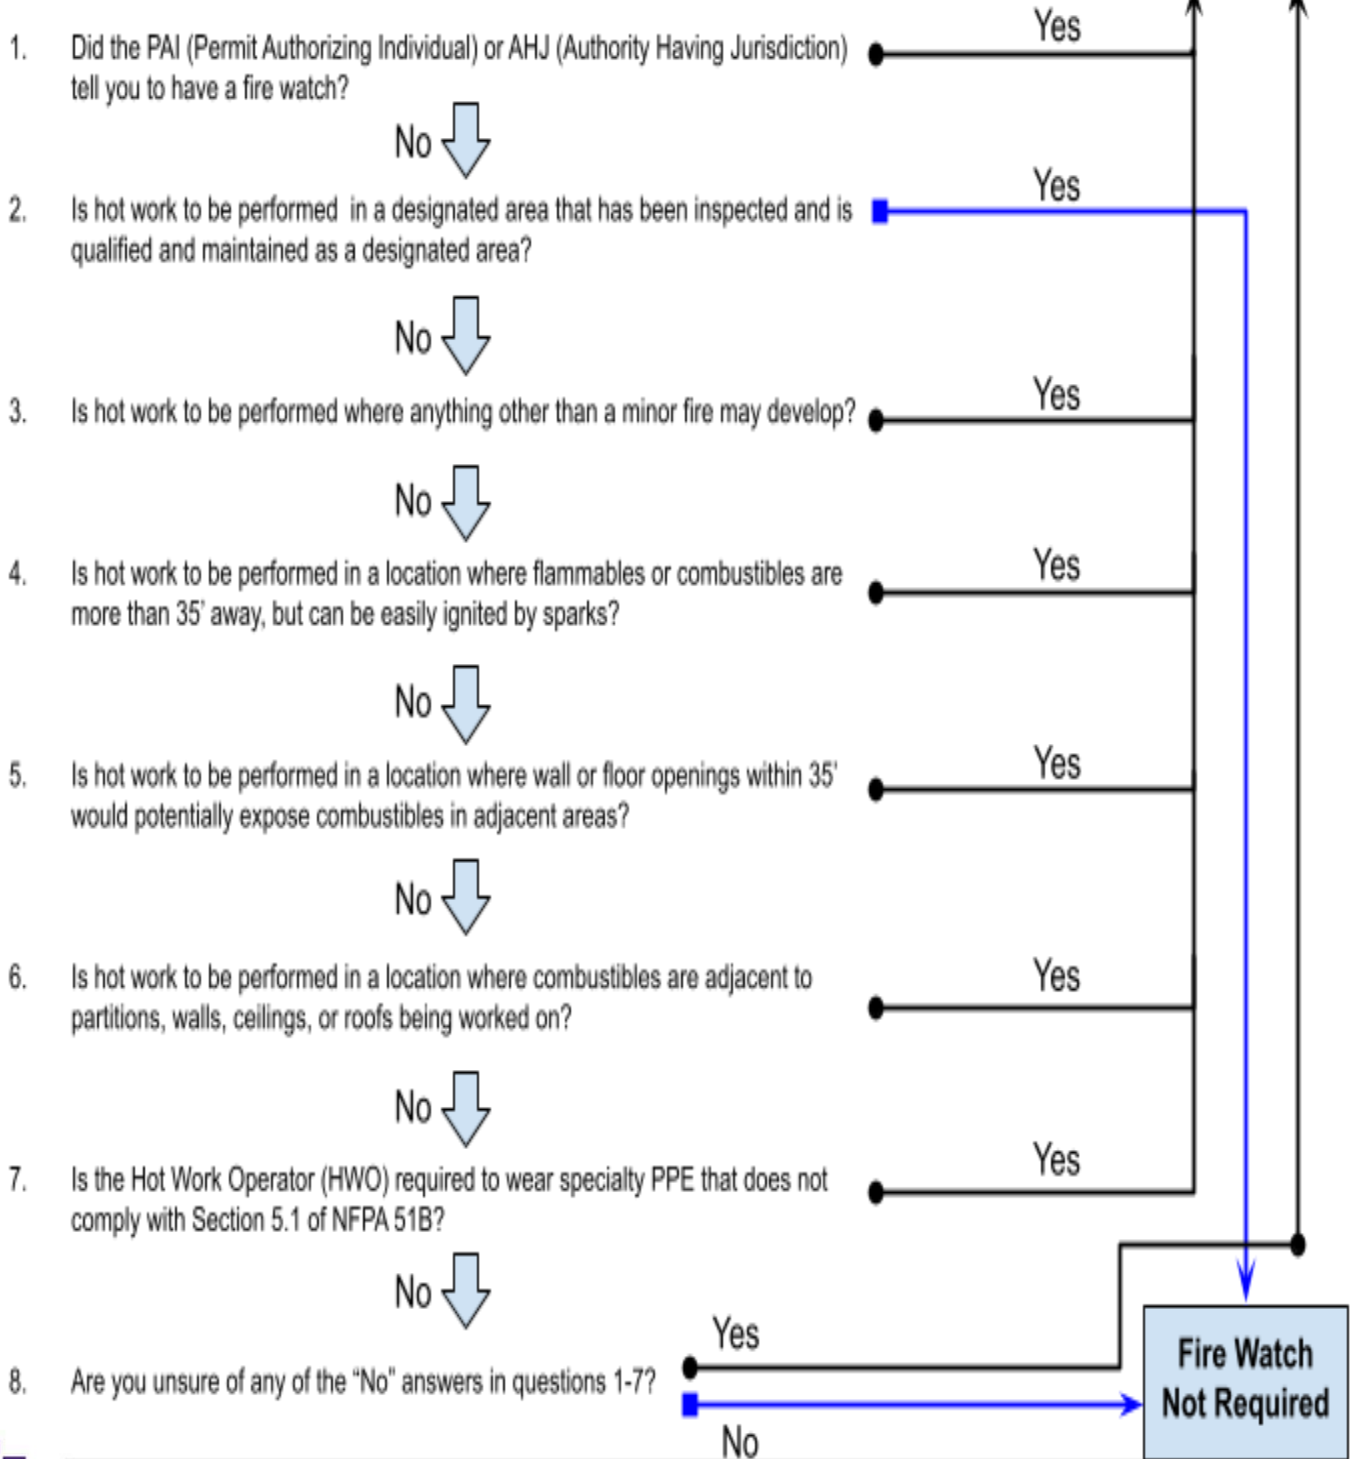 Yes
1. Did the PAI (Permit Authorizing Individual) or AHJ (Authority Having Jurisdiction)
tell you to have a fire watch?
No
Yes
2. Is hot work to be performed in a designated area that has been inspected and is
qualified and maintained as a designated area?
No
Yes
3. Is hot work to be performed where anything other than a minor fire may develop?
No
Yes
4. Is hot work to be performed in a location where flammables or combustibles are
more than 35' away, but can be easily ignited by sparks?
No
Yes
5. Is hot work to be performed in a location where wall or floor openings within 35'
would potentially expose combustibles in adjacent areas?
No
Yes
6. Is hot work to be performed in a location where combustibles are adjacent to
partitions, walls, ceilings, or roofs being worked on?
No
Yes
7. Is the Hot Work Operator (HWO) required to wear specialty PPE that does not
comply with Section 5.1 of NFPA 51B?
No
Yes
8. Are you unsure of any of the “No” answers in questions 1-7?
No
Fire Watch
Not Required